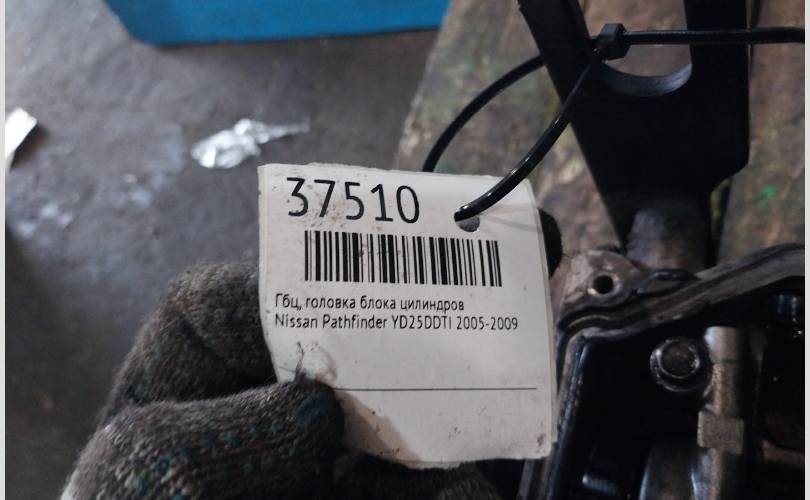 37510
Гбц, головка блока цилиндров
Nissan Pathfinder YD25DDTI 2005-2009